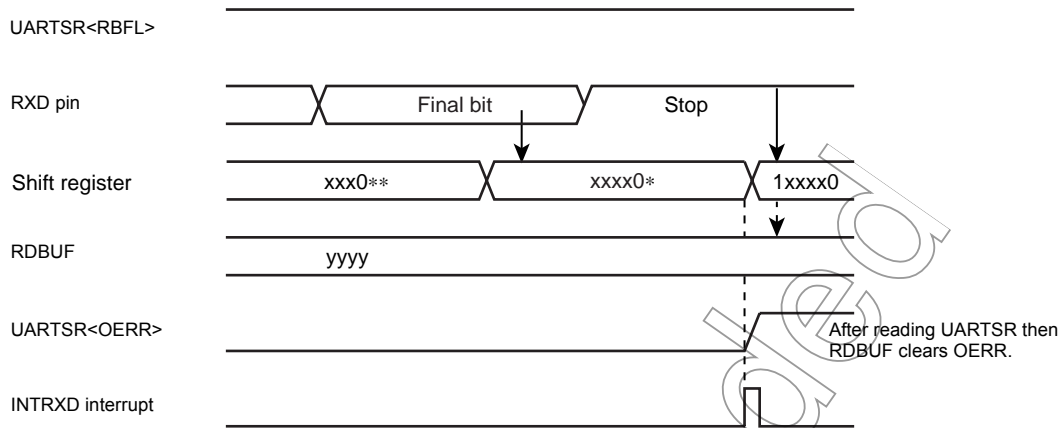 UARTSR<RBFL>
RXD pin
Final bit
Stop
Shift register
xxx0**
xxxx0*
1xxxx0
RDBUF
yyyy
UARTSR<OERR>
After reading UARTSR then
RDBUF clears OERR.
INTRXD interrupt
ded